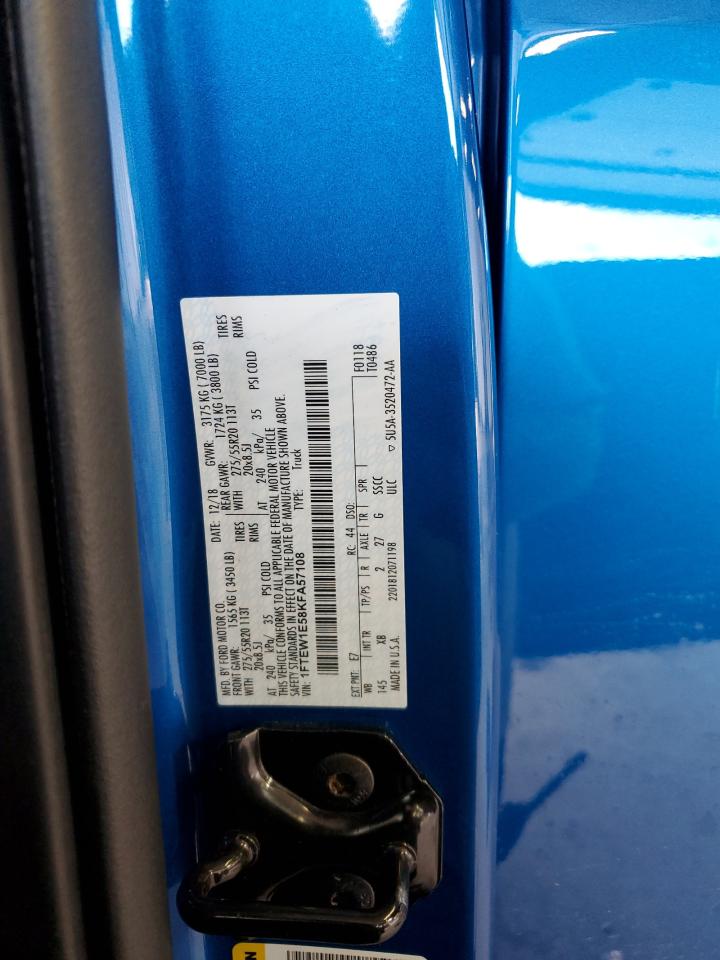 MFD. BY FORD MOTOR CO.
DATE: 12/18 GVWR: 3175 KG ( 7000 LB)
FRONT GAWR: 1565 KG ( 3450 LB)
REAR GAWR: 1724 KG ( 3800 LB)
WITH 275/55R20 113T TIRES
WITH 275/55R20 113T TIRES
20x8.5J RIMS
20x8.5J RIMS
AT 240 kPa/ 35 PSI COLD
AT 240 kPa/ 35 PSI COLD
THIS VEHICLE CONFORMS TO ALL APPLICABLE FEDERAL MOTOR VEHICLE
SAFETY STANDARDS IN EFFECT ON THE DATE OF MANUFACTURE SHOWN ABOVE.
VIN: 1FTEW1E58KFA57108 TYPE: Truck
F0118
T0486
EXT PNT: E7 RC: 44 DSO:
WB INT TR TP/PS R AXLE TR SPR
145 XB 2 27 G SSCC
MADE IN U.S.A. 2201812071198 ULC
▽ 5U5A-3520472-AA